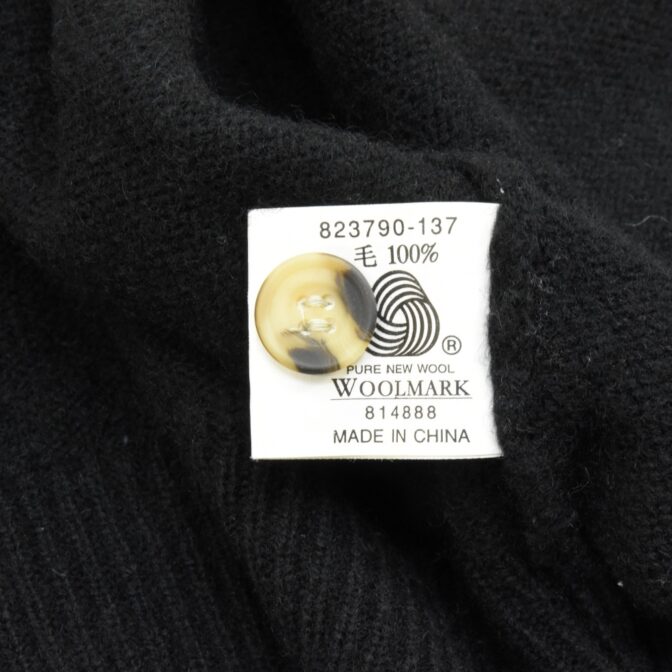 823790-137
毛 100%
®
PURE NEW WOOL
WOOLMARK
814888
MADE IN CHINA